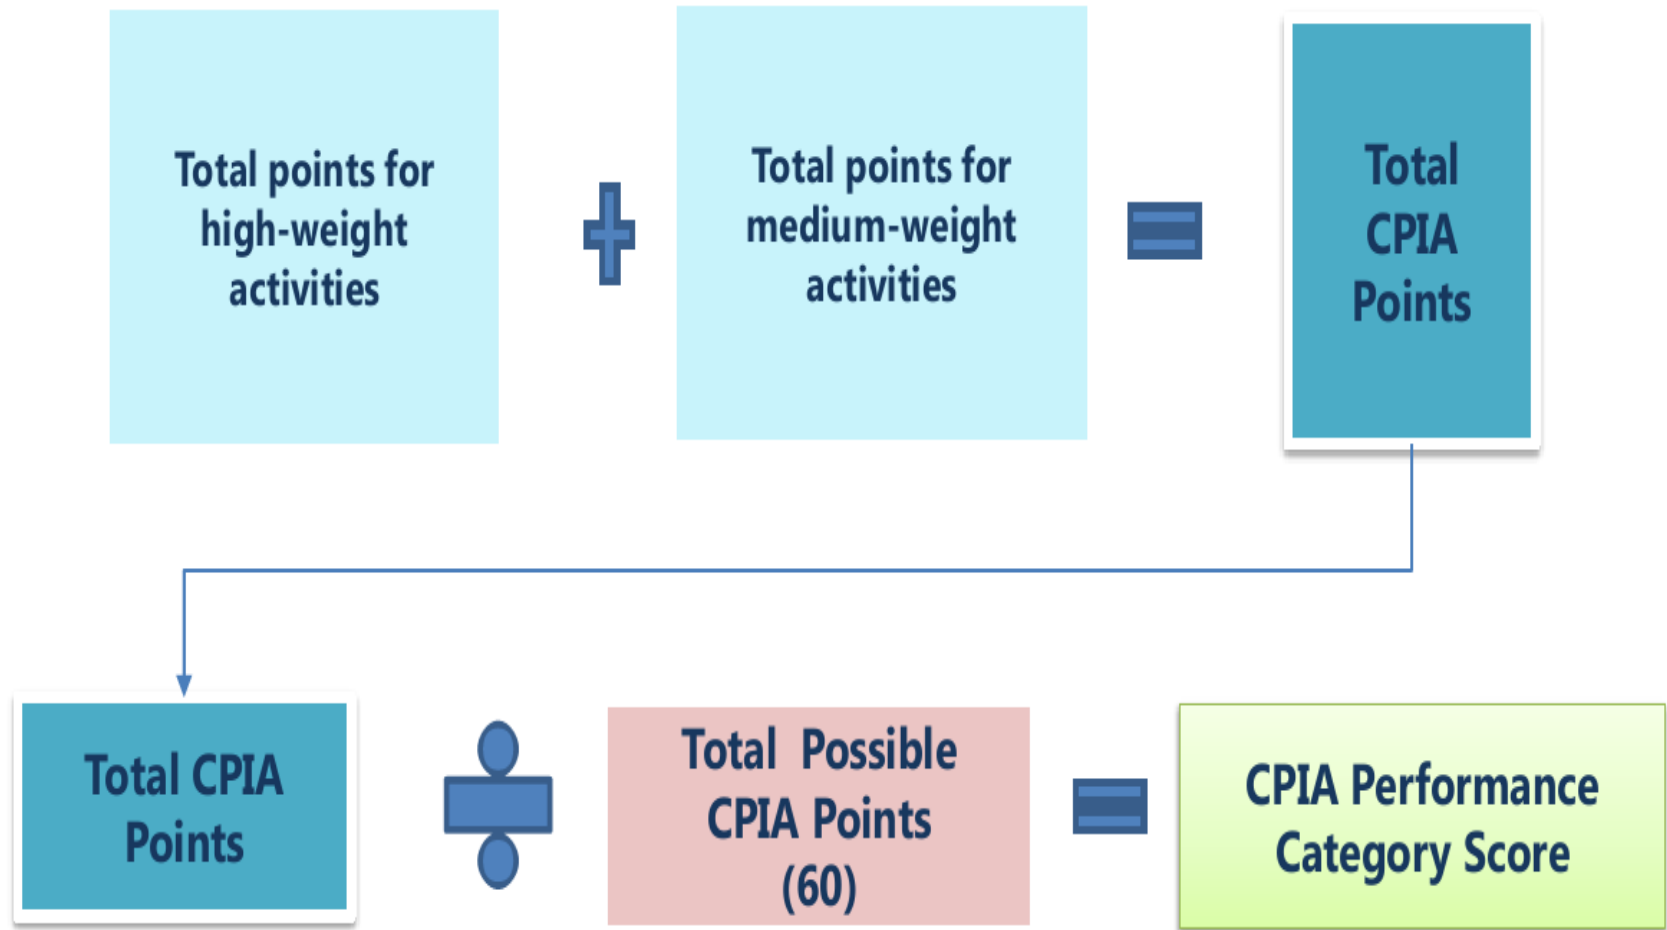 Total points for
high-weight
activities
Total points for
medium-weight
activities
Total
CPIA
Points
Total CPIA
Points
Total Possible
CPIA Points
(60)
CPIA Performance
Category Score